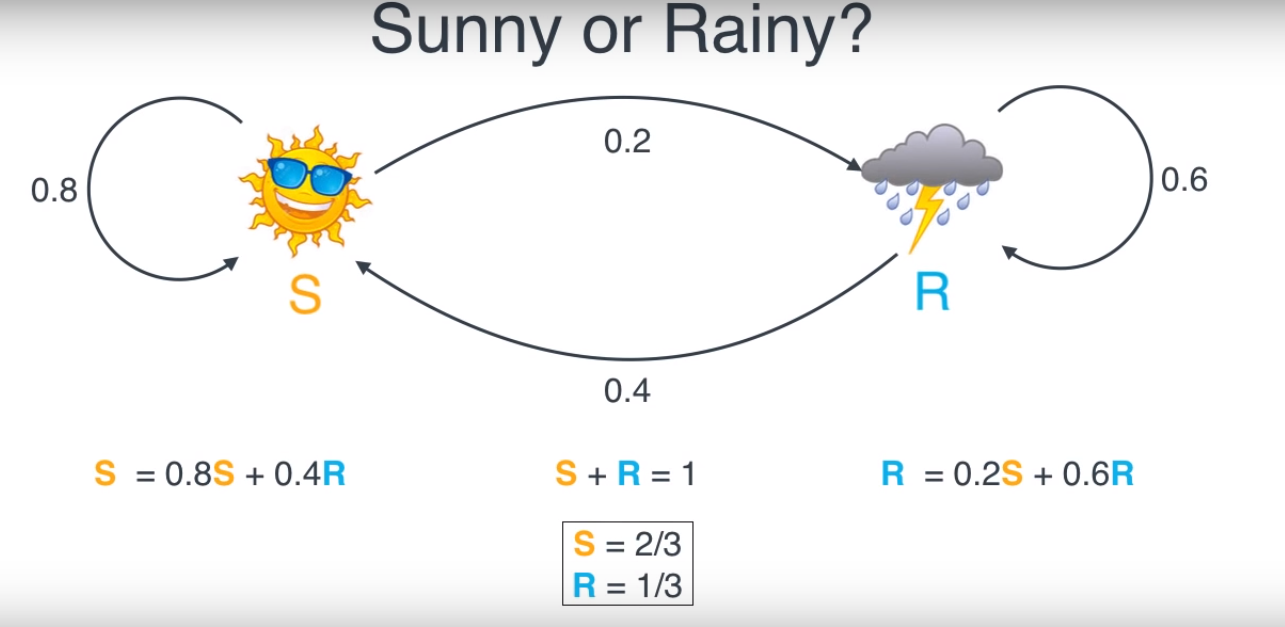 Sunny or Rainy?
0.2
0.8
0.6
S
R
0.4
S = 0.8S + 0.4R
S + R = 1
R = 0.2S + 0.6R
S = 2/3
R = 1/3